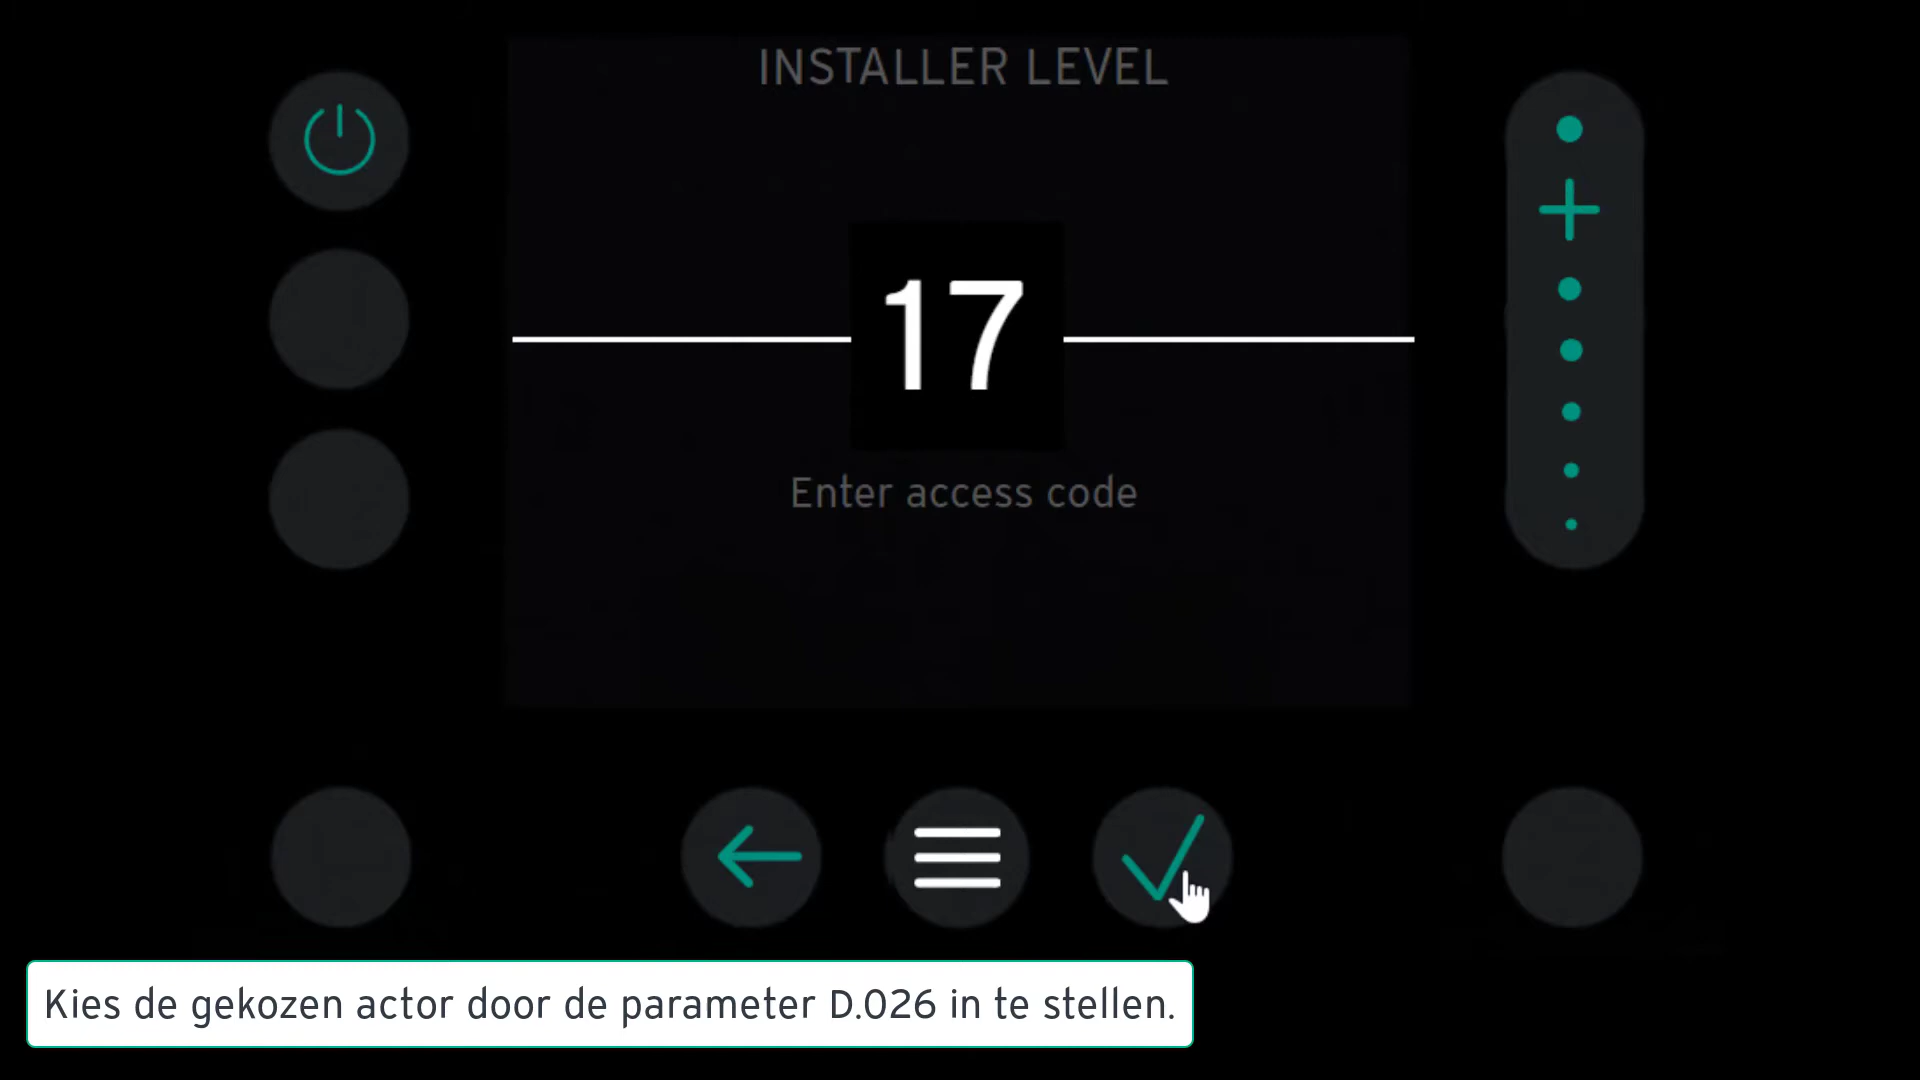 INSTALLER LEVEL
17
Enter access code
Kies de gekozen actor door de parameter D.026 in te stellen.